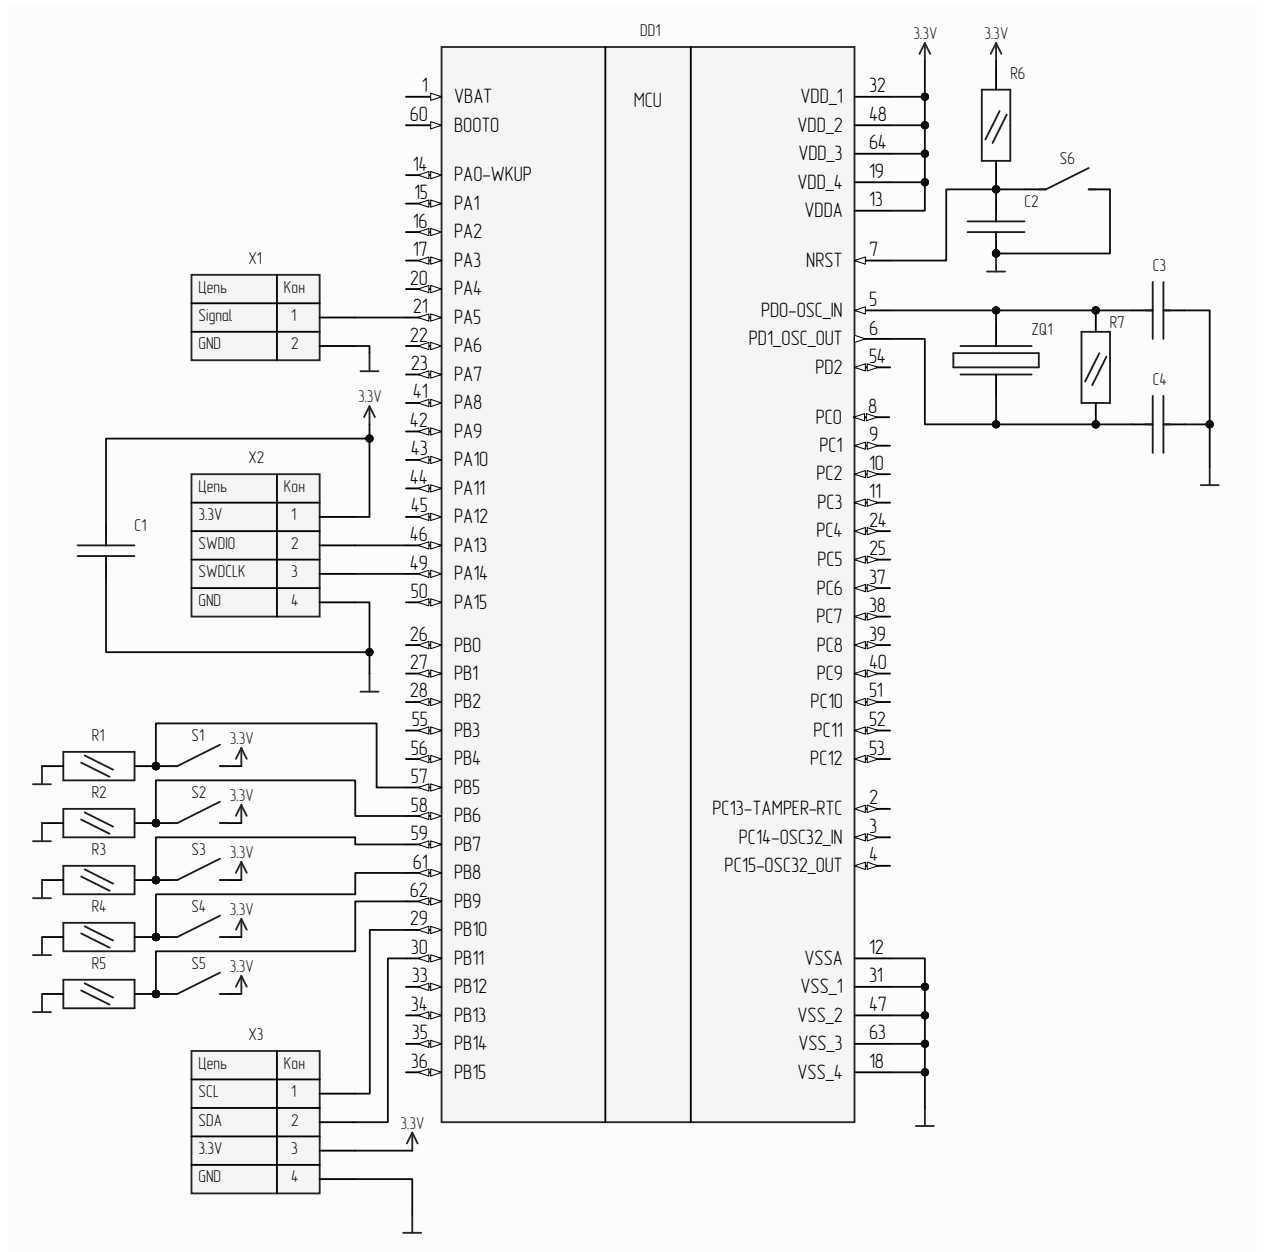 DD1
MCU
1 VBAT
60 BOOT0
14 PA0-WKUP
15 PA1
16 PA2
17 PA3
20 PA4
21 PA5
22 PA6
23 PA7
41 PA8
42 PA9
43 PA10
44 PA11
45 PA12
46 PA13
49 PA14
50 PA15
26 PB0
27 PB1
28 PB2
55 PB3
56 PB4
57 PB5
58 PB6
59 PB7
61 PB8
62 PB9
29 PB10
30 PB11
33 PB12
34 PB13
35 PB14
36 PB15
VDD_1 32
VDD_2 48
VDD_3 64
VDD_4 19
VDDA 13
NRST 7
PD0-OSC_IN 5
PD1_OSC_OUT 6
PD2 54
PC0 8
PC1 9
PC2 10
PC3 11
PC4 24
PC5 25
PC6 37
PC7 38
PC8 39
PC9 40
PC10 51
PC11 52
PC12 53
PC13-TAMPER-RTC 2
PC14-OSC32_IN 3
PC15-OSC32_OUT 4
VSSA 12
VSS_1 31
VSS_2 47
VSS_3 63
VSS_4 18
X1
Цепь Кон
Signal 1
GND 2
3.3V
X2
Цепь Кон
3.3V 1
SWDIO 2
SWDCLK 3
GND 4
C1
R1 S1 3.3V
R2 S2 3.3V
R3 S3 3.3V
R4 S4 3.3V
R5 S5 3.3V
X3
Цепь Кон
SCL 1
SDA 2
3.3V 3
GND 4
3.3V
3.3V
3.3V
R6
S6
C2
C3
ZQ1
R7
C4